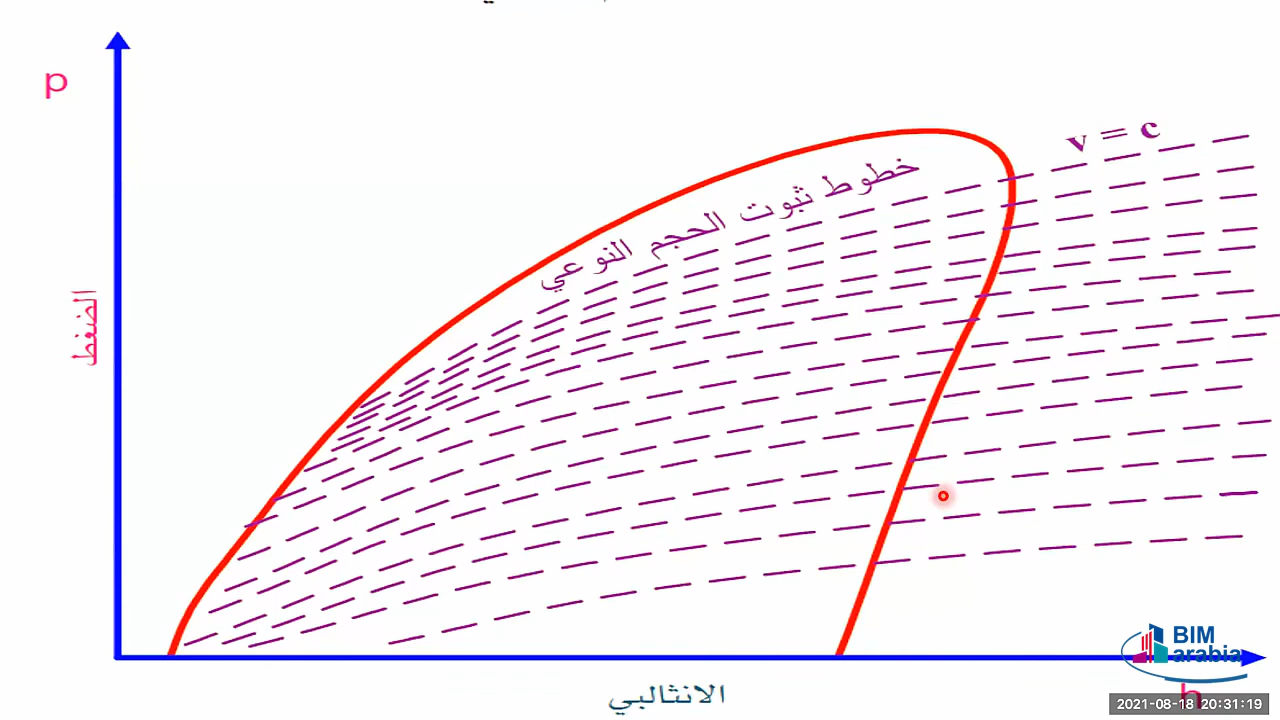 p
v = c
خطوط ثبوت الحجم النوعي
الضغط
الانثالبي
h
BIM
arabia
2021-08-18 20:31:19